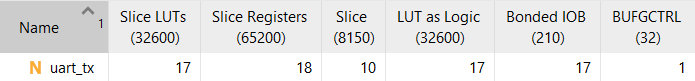 Name 1 Slice LUTs (32600) Slice Registers (65200) Slice (8150) LUT as Logic (32600) Bonded IOB (210) BUFGCTRL (32)
N uart_tx 17 18 10 17 17 1